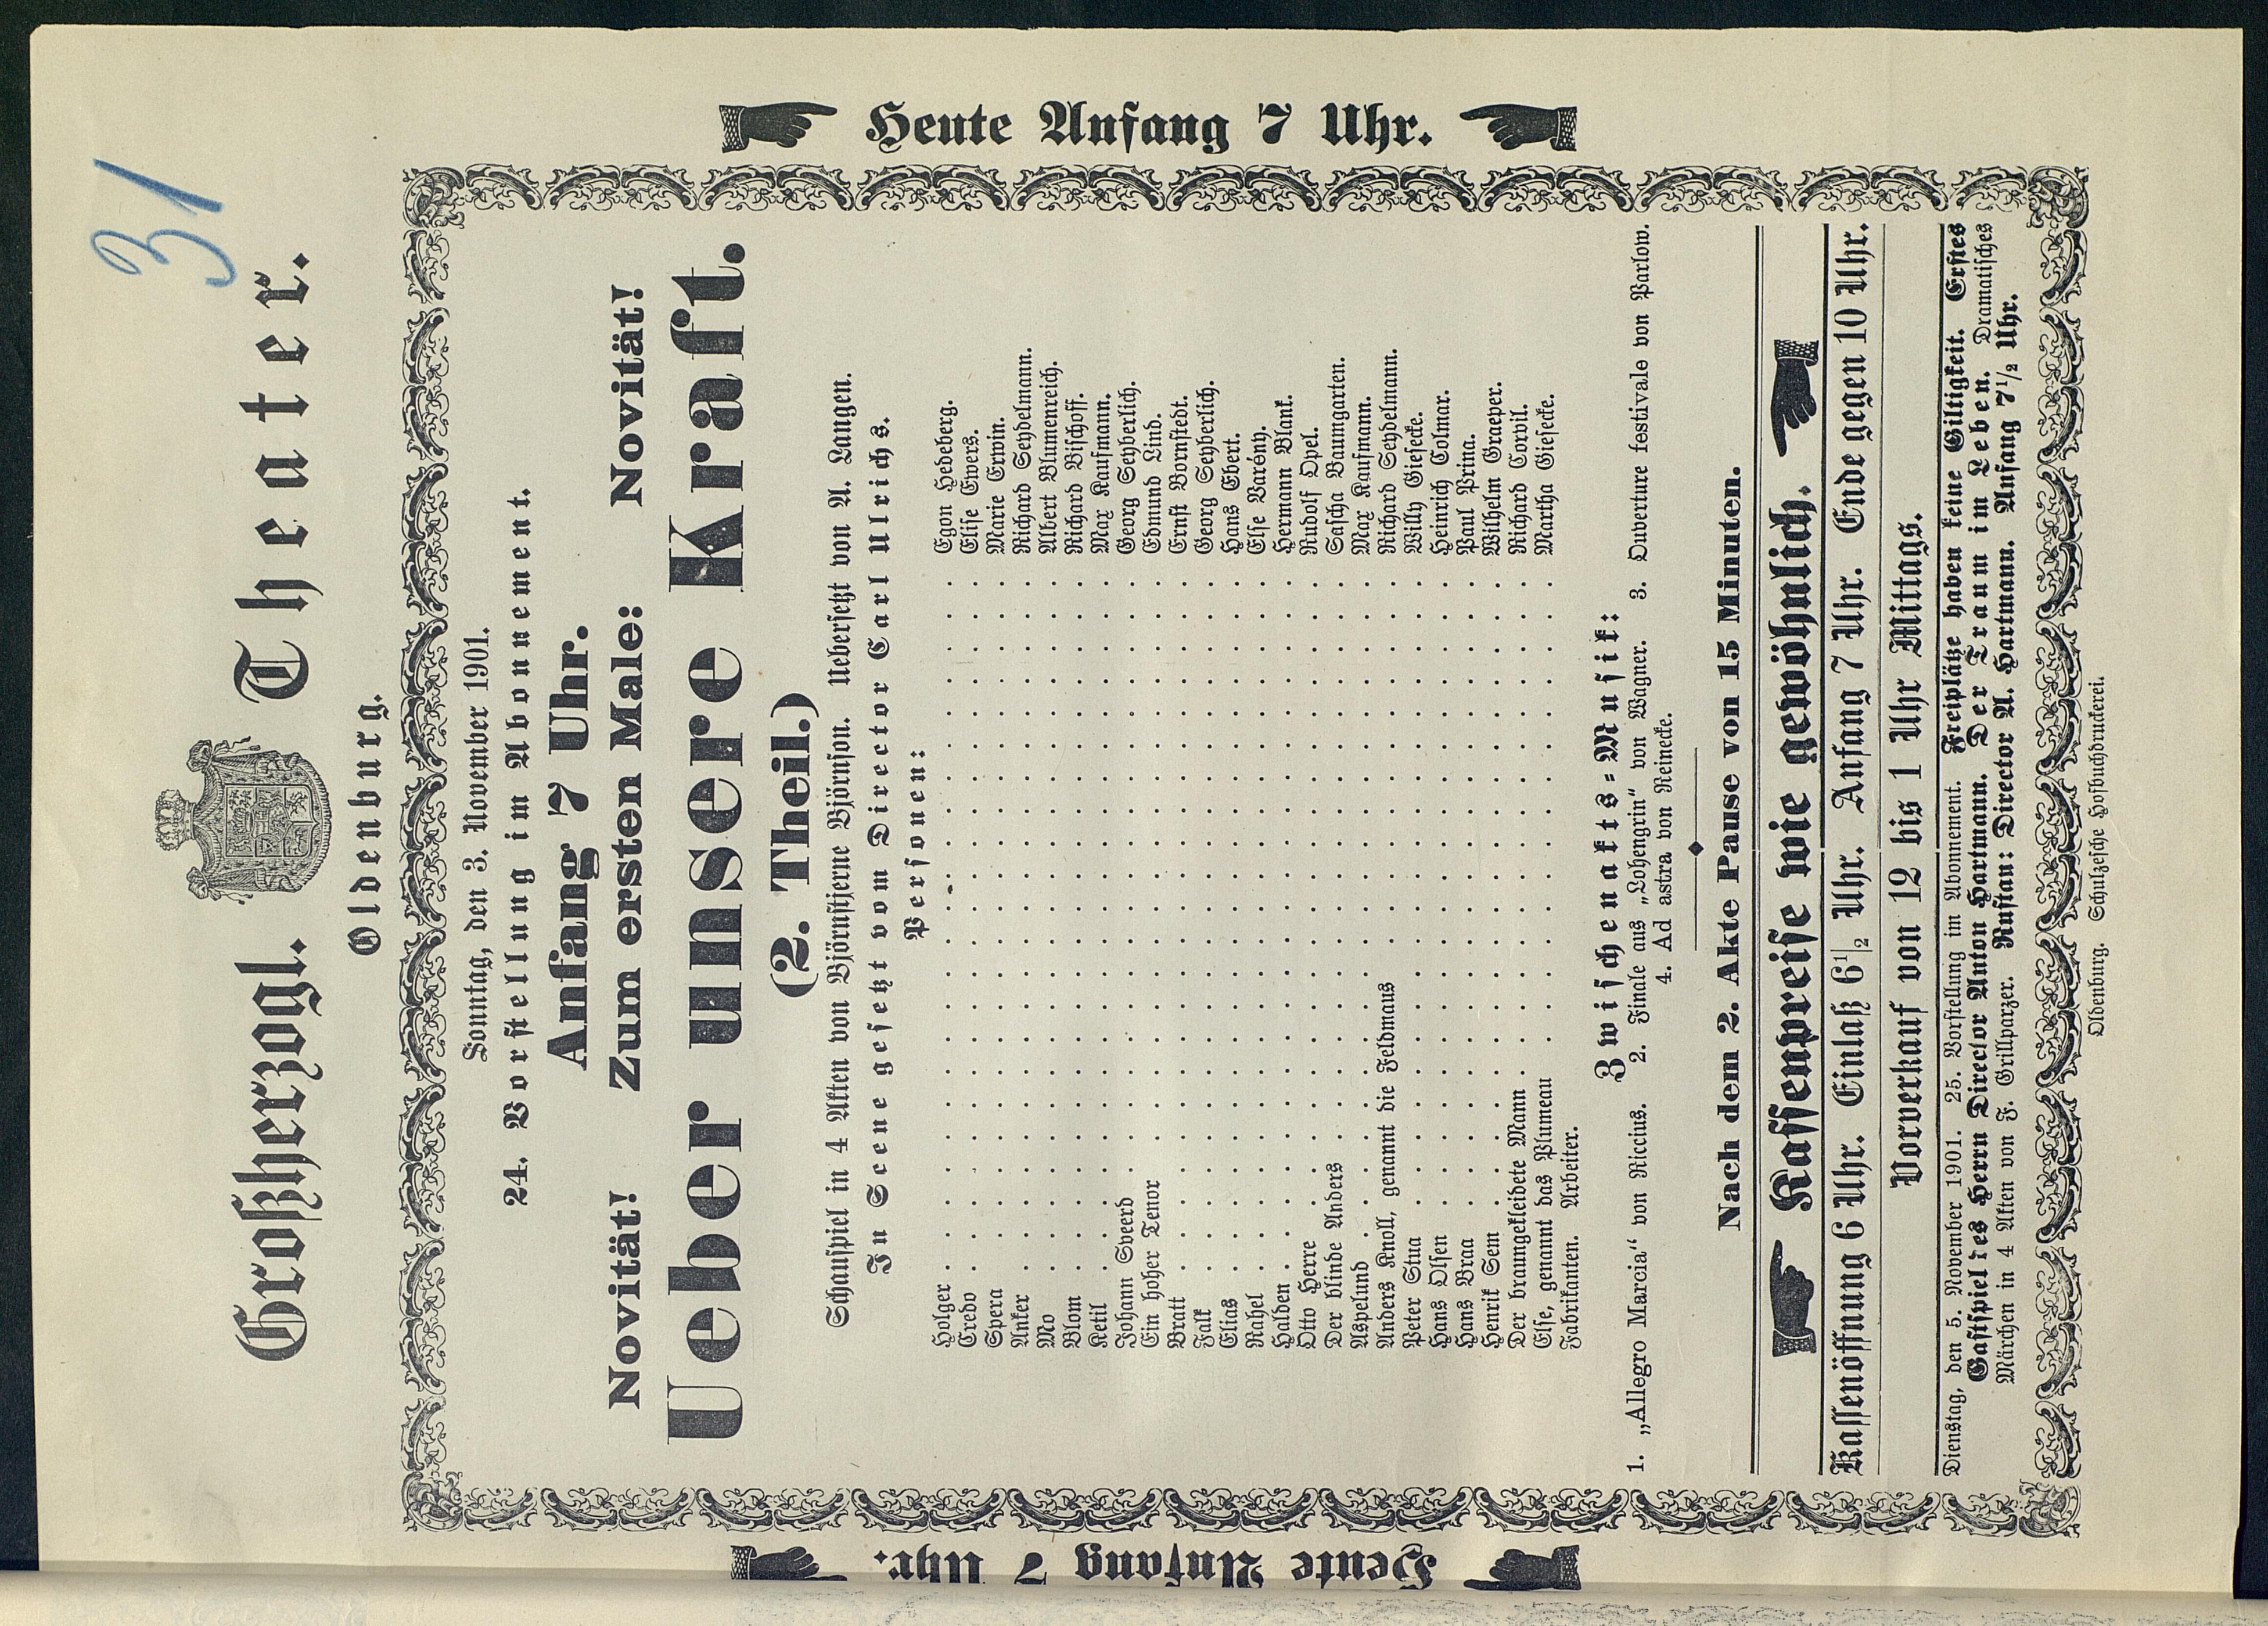 31
Großherzogl. Theater.
Oldenburg.
Heute Anfang 7 Uhr.
Heute Anfang 7 Uhr.
Sonntag, den 3. November 1901.
24. Vorstellung im Abonnement.
Anfang 7 Uhr.
Novität! Zum ersten Male: Novität!
Ueber unsere Kraft.
(2. Theil.)
Schauspiel in 4 Akten von Björnstjerne Björnson. Uebersetzt von A. Langen.
In Scene gesetzt vom Director Carl Ulrichs.
Personen:
Holger . . . . Egon Hedeberg.
Credo . . . . Elise Ewers.
Spera . . . . Marie Erwin.
Anker . . . . Richard Seydelmann.
Mo . . . . Albert Blumenreich.
Blom . . . . Richard Bischoff.
Ketil . . . . Max Kaufmann.
Johann Sveerd . . . . Georg Seyberlich.
Ein hoher Tenor . . . . Edmund Lind.
Bratt . . . . Ernst Bornstedt.
Falk . . . . Georg Seyberlich.
Elias . . . . Hans Ebert.
Rahel . . . . Else Varény.
Halden . . . . Hermann Blank.
Otto Herre . . . . Rudolf Opel.
Der blinde Anders . . . . Sascha Baumgarten.
Aspelund . . . . Max Kaufmann.
Anders Knoll, genannt die Feldmaus . . . . Richard Seydelmann.
Peter Stua . . . . Willy Giesecke.
Hans Olsen . . . . Heinrich Colmar.
Hans Braa . . . . Paul Prina.
Henrik Sem . . . . Wilhelm Graeper.
Der braungekleidete Mann . . . . Richard Corvil.
Else, genannt das Plumeau . . . . Martha Giesecke.
Fabrikanten. Arbeiter.
Zwischenakts-Musik:
1. „Allegro Marcia“ von Riccius. 2. Finale aus „Lohengrin“ von Wagner. 3. Ouverture festivale von Parlow.
4. Ad astra von Reinecke.
Nach dem 2. Akte Pause von 15 Minuten.
Kassenpreise wie gewöhnlich.
Kassenöffnung 6 Uhr. Einlaß 6 1/2 Uhr. Anfang 7 Uhr. Ende gegen 10 Uhr.
Vorverkauf von 12 bis 1 Uhr Mittags.
Dienstag, den 5. November 1901. 25. Vorstellung im Abonnement. Freiplätze haben keine Giltigkeit. Erstes
Gastspiel des Herrn Director Anton Hartmann. Der Traum im Leben. Dramatisches
Märchen in 4 Akten von F. Grillparzer. Rustan: Director A. Hartmann. Anfang 7 1/2 Uhr.
Oldenburg. Schulzesche Hofbuchdruckerei.